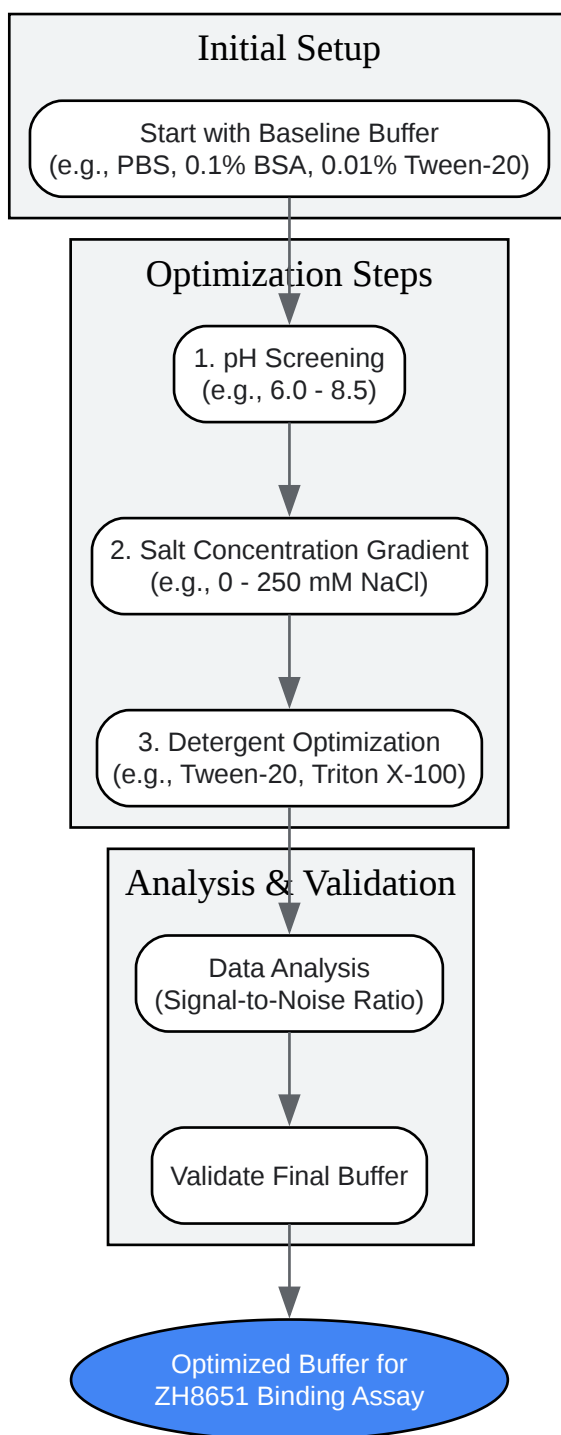 Initial Setup
Start with Baseline Buffer
(e.g., PBS, 0.1% BSA, 0.01% Tween-20)
Optimization Steps
1. pH Screening
(e.g., 6.0 - 8.5)
2. Salt Concentration Gradient
(e.g., 0 - 250 mM NaCl)
3. Detergent Optimization
(e.g., Tween-20, Triton X-100)
Analysis & Validation
Data Analysis
(Signal-to-Noise Ratio)
Validate Final Buffer
Optimized Buffer for
ZH8651 Binding Assay